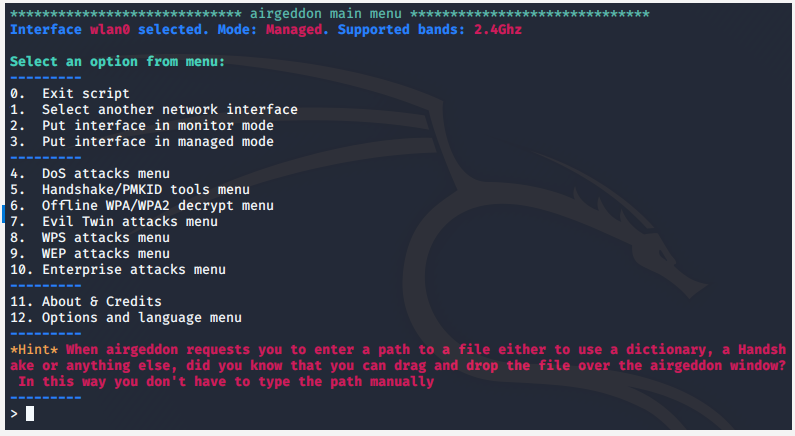 ***************************** airgeddon main menu ******************************
Interface wlan0 selected. Mode: Managed. Supported bands: 2.4Ghz
Select an option from menu:
---------
0.  Exit script
1.  Select another network interface
2.  Put interface in monitor mode
3.  Put interface in managed mode
---------
4.  DoS attacks menu
5.  Handshake/PMKID tools menu
6.  Offline WPA/WPA2 decrypt menu
7.  Evil Twin attacks menu
8.  WPS attacks menu
9.  WEP attacks menu
10. Enterprise attacks menu
---------
11. About & Credits
12. Options and language menu
---------
*Hint* When airgeddon requests you to enter a path to a file either to use a dictionary, a Handsh
ake or anything else, did you know that you can drag and drop the file over the airgeddon window?
 In this way you don't have to type the path manually
---------
>